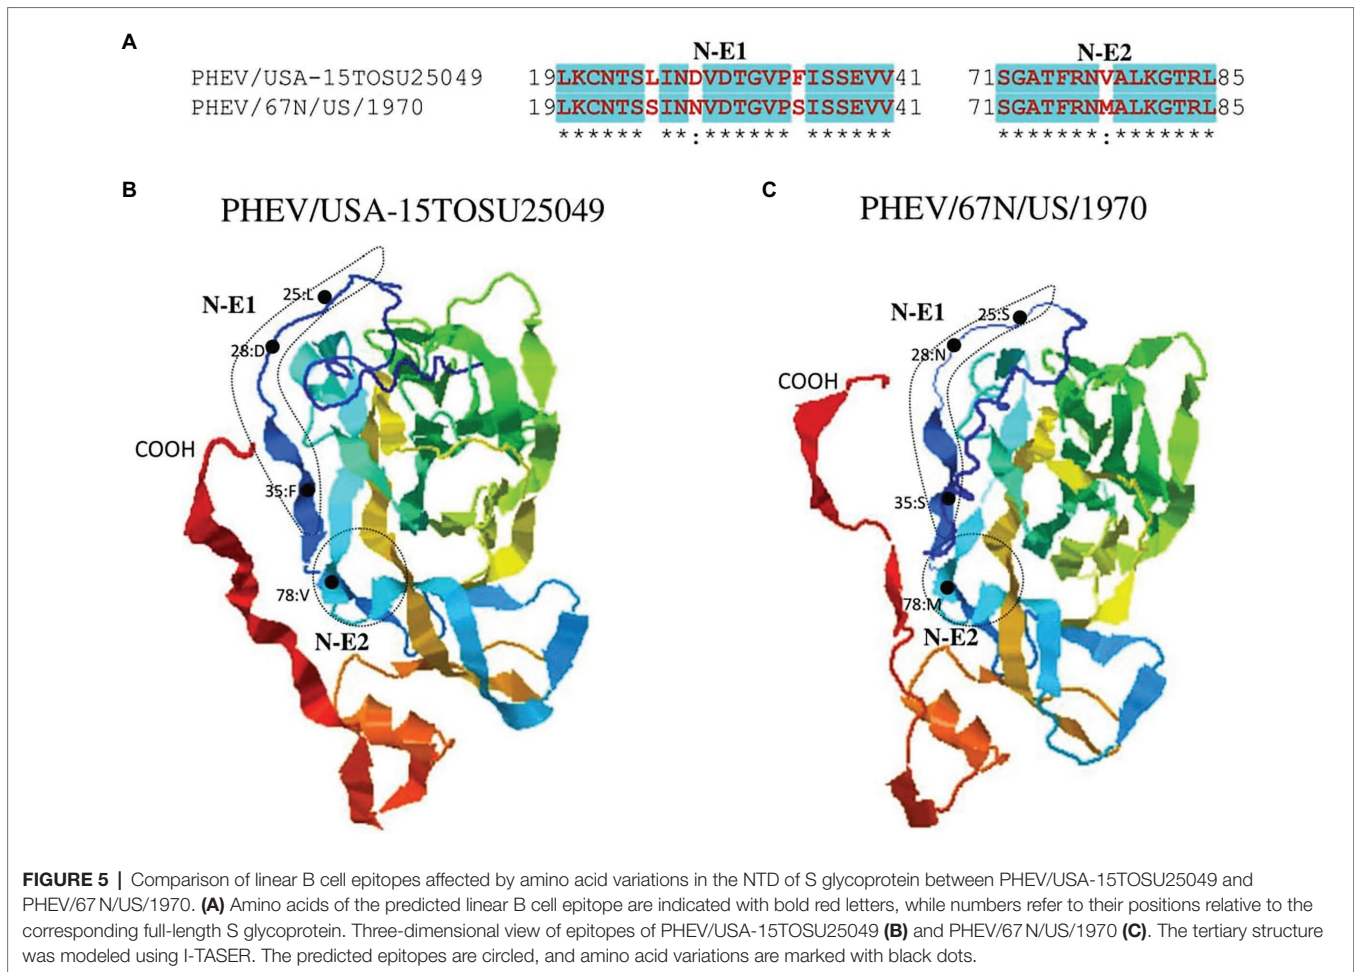 A
N-E1 N-E2
PHEV/USA-15TOSU25049 19LKCNTSLINDVDTGVPFISSEVV41 71SGATFRNVALKGTRL85
PHEV/67N/US/1970 19LKCNTSSINNVDTGVPSISSEVV41 71SGATFRNMALKGTRL85
****** **:****** ****** *******:*******
B
PHEV/USA-15TOSU25049
N-E1
25:L
28:D
COOH
35:F
78:V
N-E2
C
PHEV/67N/US/1970
N-E1
25:S
28:N
COOH
35:S
78:M
N-E2
FIGURE 5 | Comparison of linear B cell epitopes affected by amino acid variations in the NTD of S glycoprotein between PHEV/USA-15TOSU25049 and
PHEV/67 N/US/1970. (A) Amino acids of the predicted linear B cell epitope are indicated with bold red letters, while numbers refer to their positions relative to the
corresponding full-length S glycoprotein. Three-dimensional view of epitopes of PHEV/USA-15TOSU25049 (B) and PHEV/67 N/US/1970 (C). The tertiary structure
was modeled using I-TASER. The predicted epitopes are circled, and amino acid variations are marked with black dots.